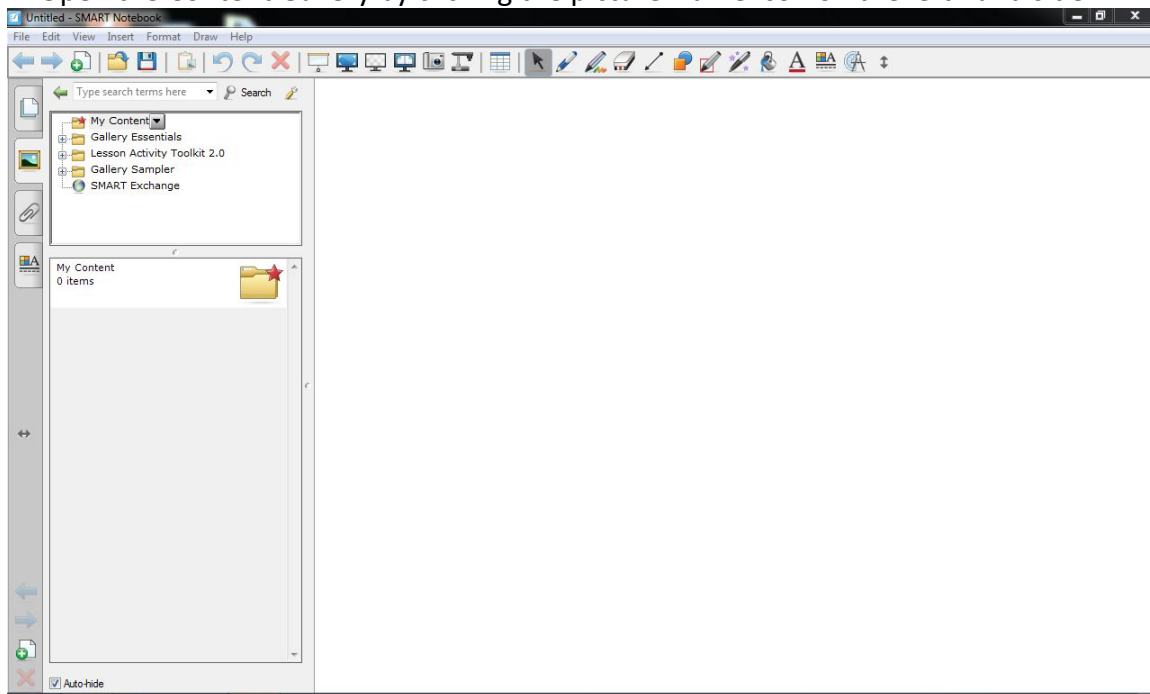 Untitled - SMART Notebook
File Edit View Insert Format Draw Help
Type search terms here Search
My Content
Gallery Essentials
Lesson Activity Toolkit 2.0
Gallery Sampler
SMART Exchange
My Content
0 items
Auto-hide